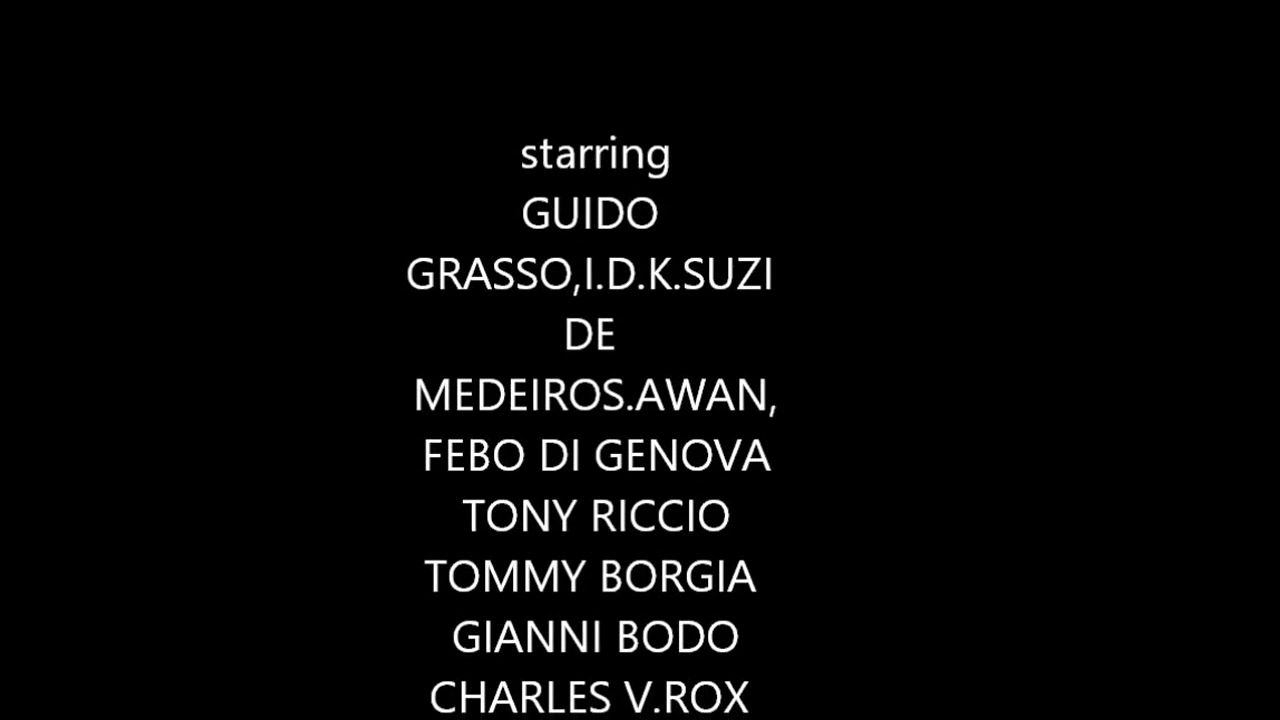 starring
GUIDO
GRASSO,I.D.K.SUZI
DE
MEDEIROS.AWAN,
FEBO DI GENOVA
TONY RICCIO
TOMMY BORGIA
GIANNI BODO
CHARLES V.ROX